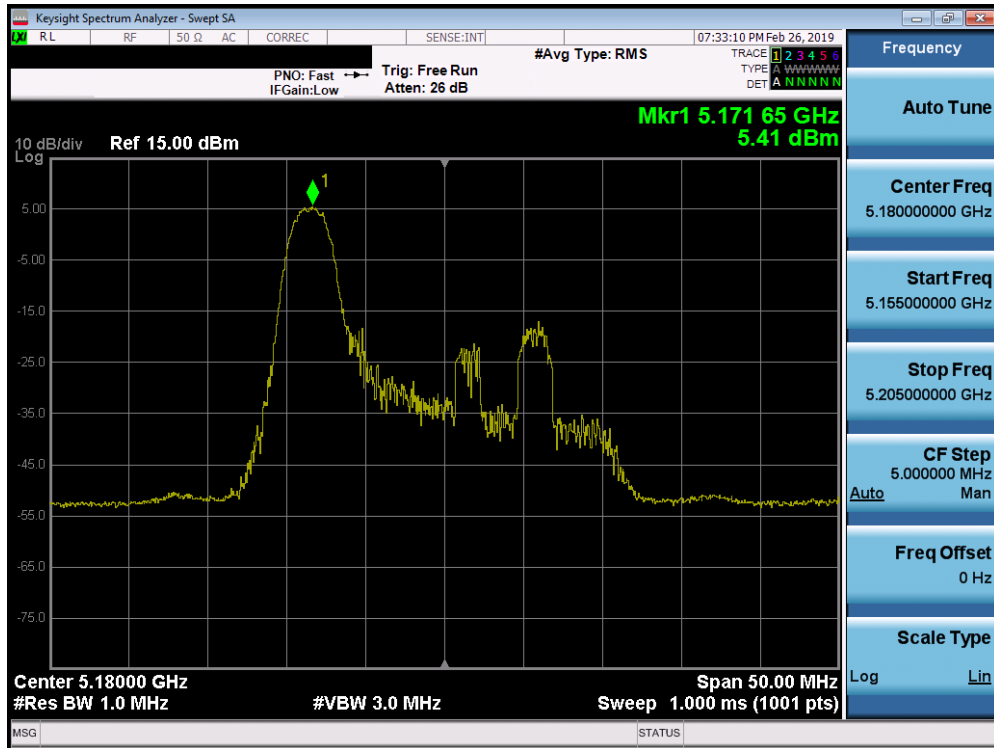 Keysight Spectrum Analyzer - Swept SA
LXI RL RF 50 Ω AC CORREC SENSE:INT 07:33:10 PM Feb 26, 2019
#Avg Type: RMS TRACE 1 2 3 4 5 6
PNO: Fast Trig: Free Run TYPE A WWWWW
IFGain:Low Atten: 26 dB DET A N N N N N
Mkr1 5.171 65 GHz
5.41 dBm
10 dB/div Ref 15.00 dBm
Log
1
5.00
-5.00
-15.0
-25.0
-35.0
-45.0
-55.0
-65.0
-75.0
Center 5.18000 GHz Span 50.00 MHz
#Res BW 1.0 MHz #VBW 3.0 MHz Sweep 1.000 ms (1001 pts)
MSG STATUS
Frequency
Auto Tune
Center Freq
5.180000000 GHz
Start Freq
5.155000000 GHz
Stop Freq
5.205000000 GHz
CF Step
5.000000 MHz
Auto Man
Freq Offset
0 Hz
Scale Type
Log Lin